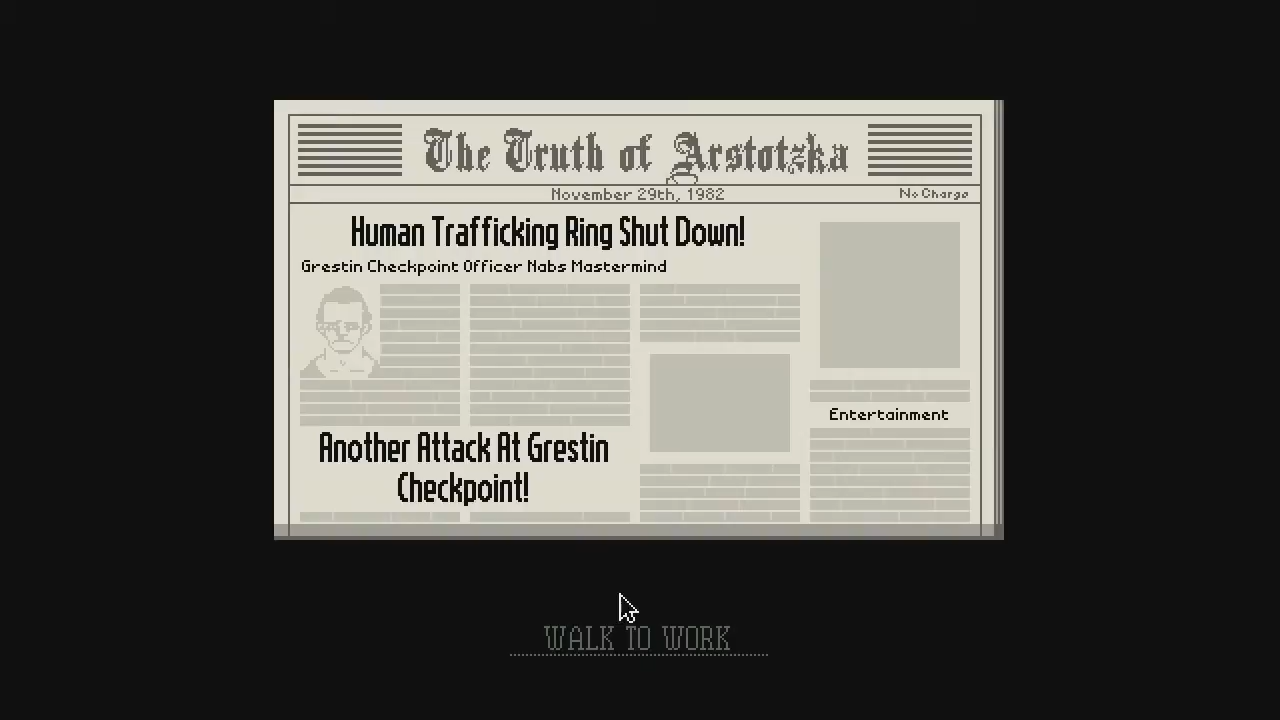 The Truth of Arstotzka
November 29th, 1982
No Charge
Human Trafficking Ring Shut Down!
Grestin Checkpoint Officer Nabs Mastermind
Entertainment
Another Attack At Grestin
Checkpoint!
WALK TO WORK